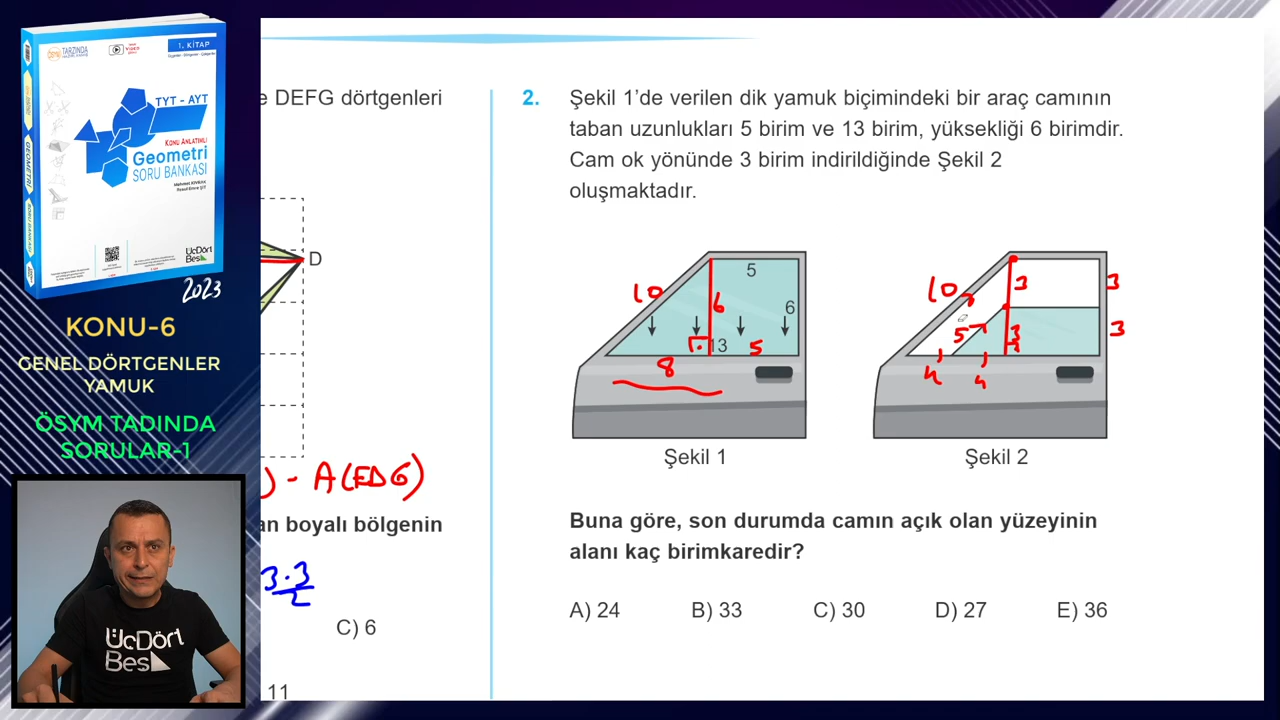 TARZINDA
1. KİTAP
TYT - AYT
KONU ANLATIMLI
Geometri
SORU BANKASI
GEOMETRİ
ÜçDört
Beş
2023
KONU-6
GENEL DÖRTGENLER
YAMUK
ÖSYM TADINDA
SORULAR-1
ÜçDört
Beş
e DEFG dörtgenleri
D
) - A(EDG)
an boyalı bölgenin
3.3
2
C) 6
11
2. Şekil 1'de verilen dik yamuk biçimindeki bir araç camının
taban uzunlukları 5 birim ve 13 birim, yüksekliği 6 birimdir.
Cam ok yönünde 3 birim indirildiğinde Şekil 2
oluşmaktadır.
5
10
6
6
13
5
8
Şekil 1
10
3
3
5
3
3
4
4
Şekil 2
Buna göre, son durumda camın açık olan yüzeyinin
alanı kaç birimkaredir?
A) 24 B) 33 C) 30 D) 27 E) 36